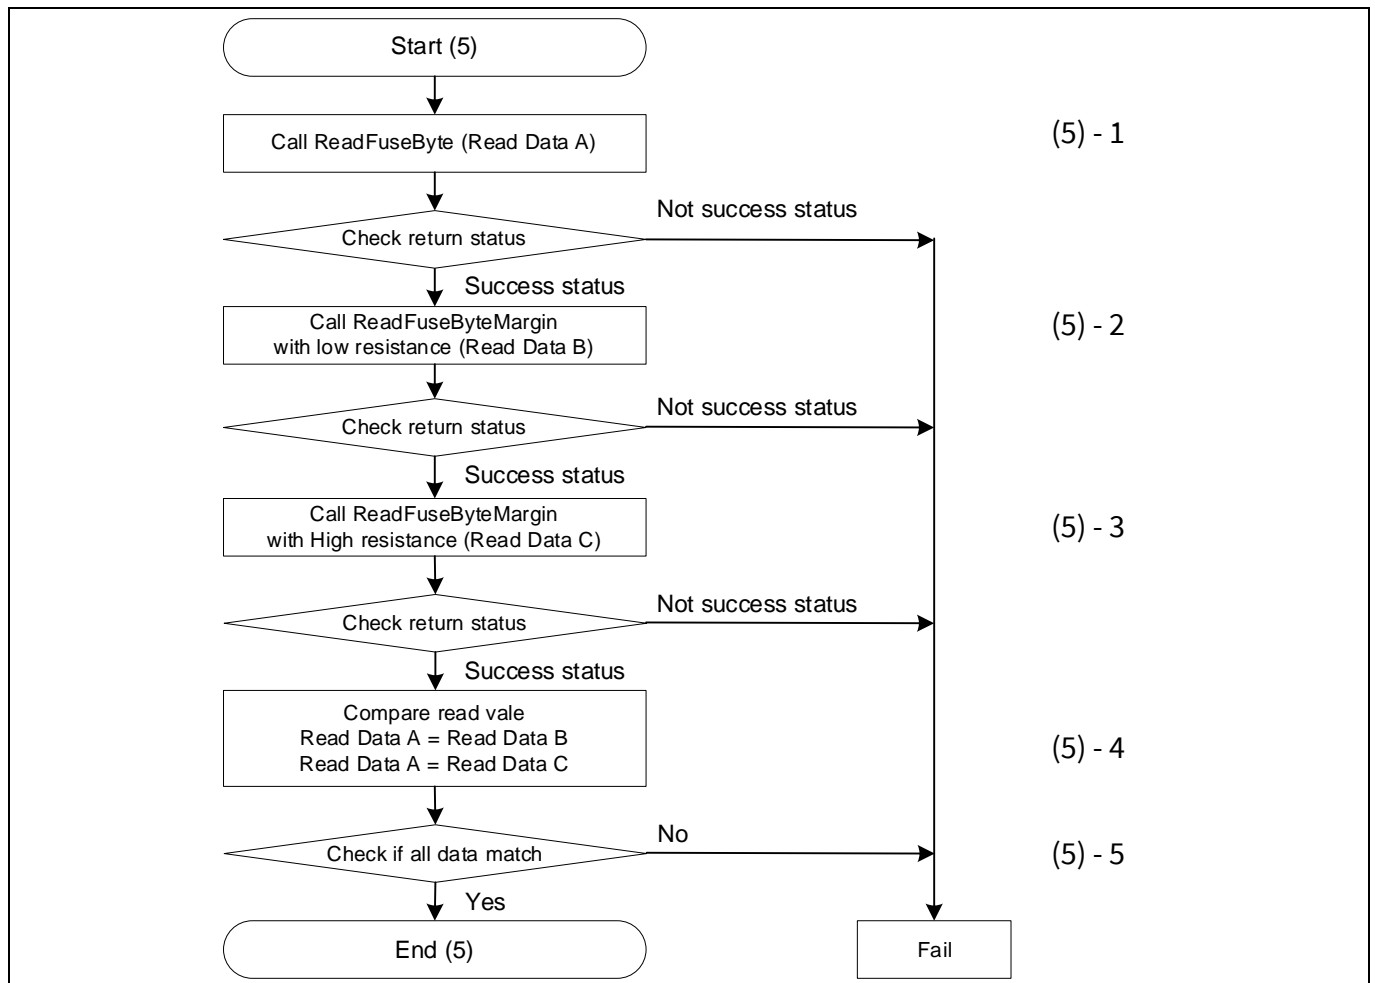 Start (5)
Call ReadFuseByte (Read Data A)
(5) - 1
Not success status
Check return status
Success status
Call ReadFuseByteMargin
with low resistance (Read Data B)
(5) - 2
Not success status
Check return status
Success status
Call ReadFuseByteMargin
with High resistance (Read Data C)
(5) - 3
Not success status
Check return status
Success status
Compare read vale
Read Data A = Read Data B
Read Data A = Read Data C
(5) - 4
No
Check if all data match
(5) - 5
Yes
End (5)
Fail